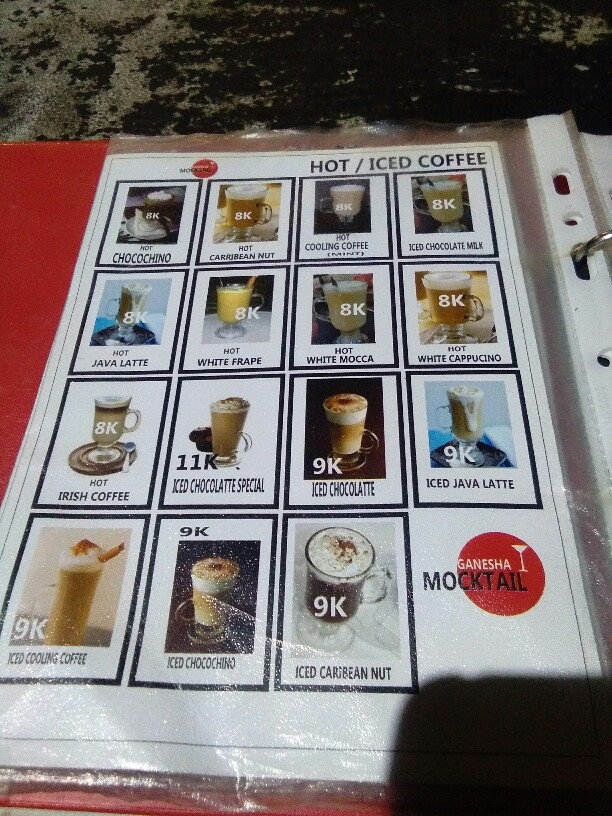 MOCKTAIL
HOT / ICED COFFEE
8K
HOT
CHOCOCHINO
8K
HOT
CARRIBEAN NUT
8K
HOT
COOLING COFFEE
(MINT)
8K
ICED CHOCOLATE MILK
8K
HOT
JAVA LATTE
8K
HOT
WHITE FRAPE
8K
HOT
WHITE MOCCA
8K
HOT
WHITE CAPPUCINO
8K
HOT
IRISH COFFEE
11K
ICED CHOCOLATTE SPECIAL
9K
ICED CHOCOLATTE
9K
ICED JAVA LATTE
9K
ICED COOLING COFFEE
9K
ICED CHOCOCHINO
9K
ICED CARIBEAN NUT
GANESHA
MOCKTAIL